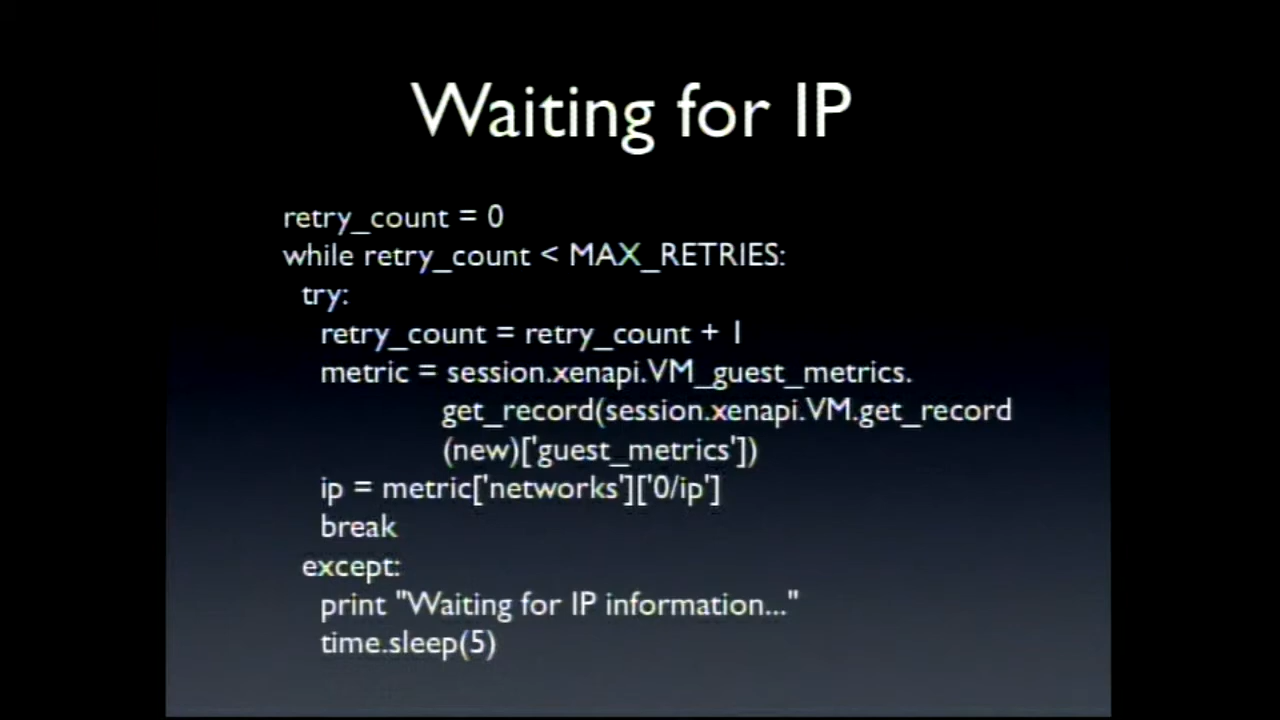 Waiting for IP
retry_count = 0
while retry_count < MAX_RETRIES:
try:
retry_count = retry_count + 1
metric = session.xenapi.VM_guest_metrics.
get_record(session.xenapi.VM.get_record
(new)['guest_metrics'])
ip = metric['networks']['0/ip']
break
except:
print "Waiting for IP information..."
time.sleep(5)